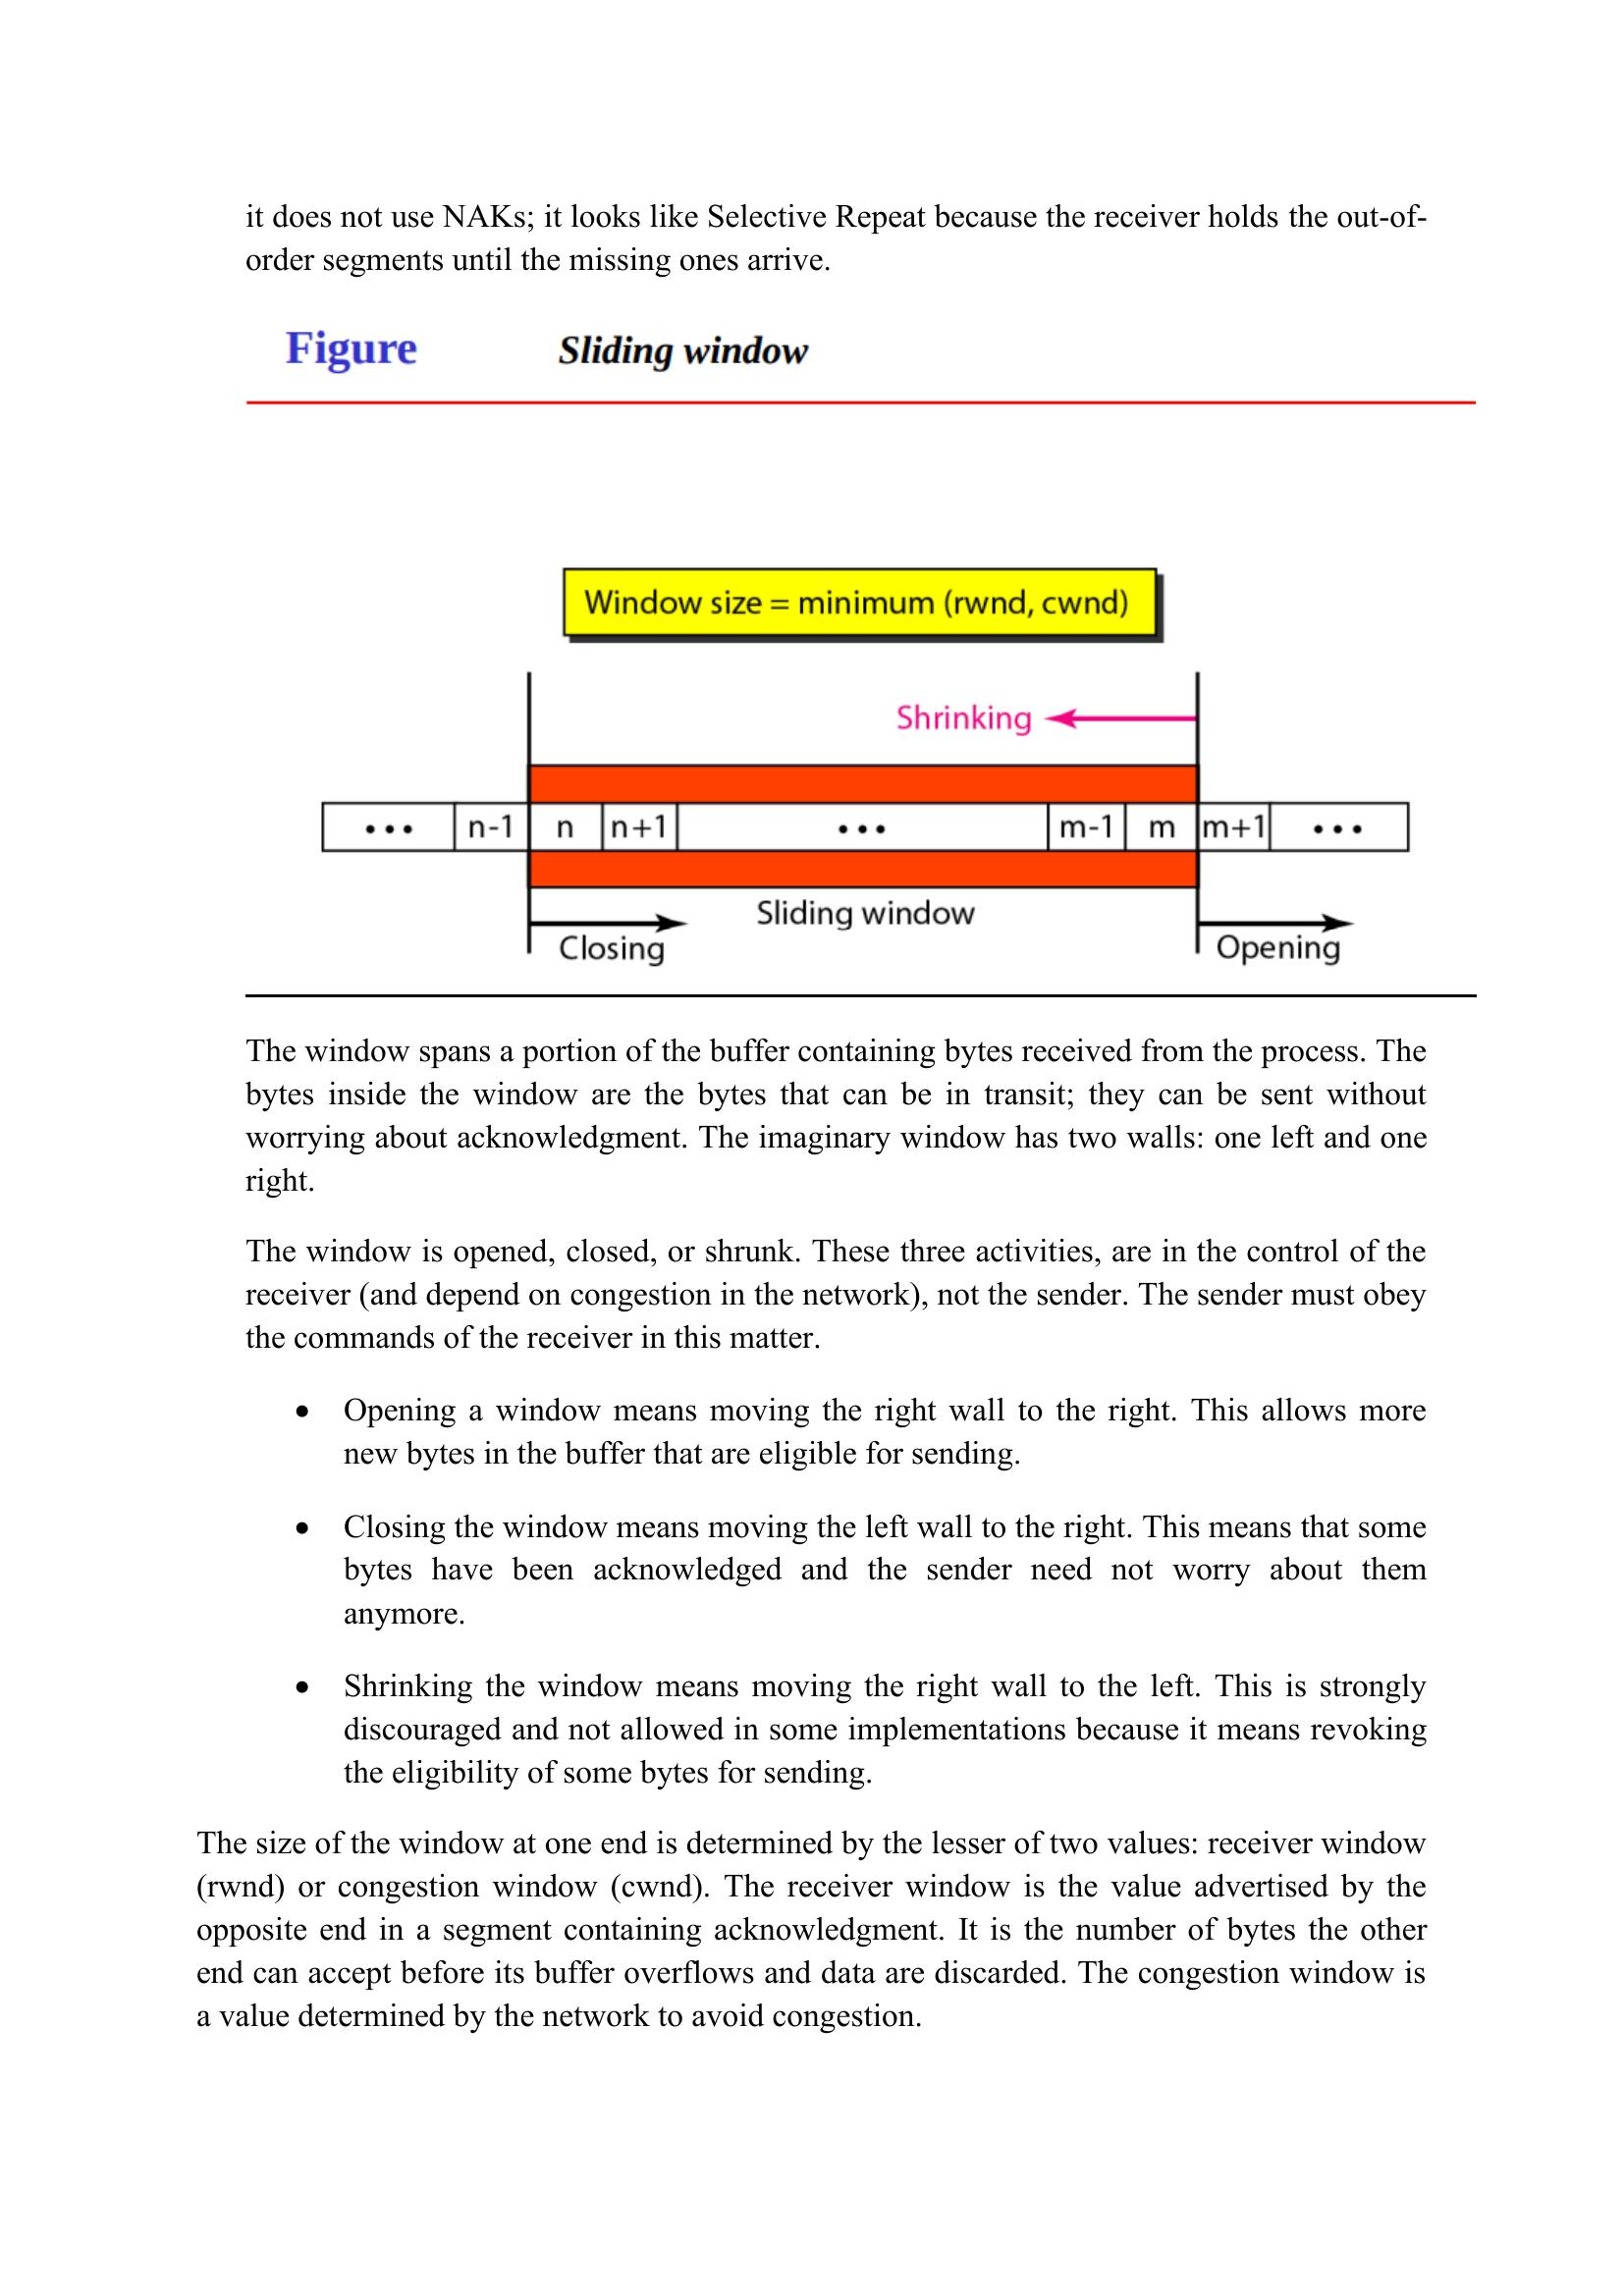 it does not use NAKs; it looks like Selective Repeat because the receiver holds the out-of-
order segments until the missing ones arrive.
Figure Sliding window
Window size = minimum (rwnd, cwnd)
Shrinking
••• n-1 n n+1 ••• m-1 m m+1 •••
Sliding window
Closing Opening
The window spans a portion of the buffer containing bytes received from the process. The
bytes inside the window are the bytes that can be in transit; they can be sent without
worrying about acknowledgment. The imaginary window has two walls: one left and one
right.
The window is opened, closed, or shrunk. These three activities, are in the control of the
receiver (and depend on congestion in the network), not the sender. The sender must obey
the commands of the receiver in this matter.
• Opening a window means moving the right wall to the right. This allows more
new bytes in the buffer that are eligible for sending.
• Closing the window means moving the left wall to the right. This means that some
bytes have been acknowledged and the sender need not worry about them
anymore.
• Shrinking the window means moving the right wall to the left. This is strongly
discouraged and not allowed in some implementations because it means revoking
the eligibility of some bytes for sending.
The size of the window at one end is determined by the lesser of two values: receiver window
(rwnd) or congestion window (cwnd). The receiver window is the value advertised by the
opposite end in a segment containing acknowledgment. It is the number of bytes the other
end can accept before its buffer overflows and data are discarded. The congestion window is
a value determined by the network to avoid congestion.